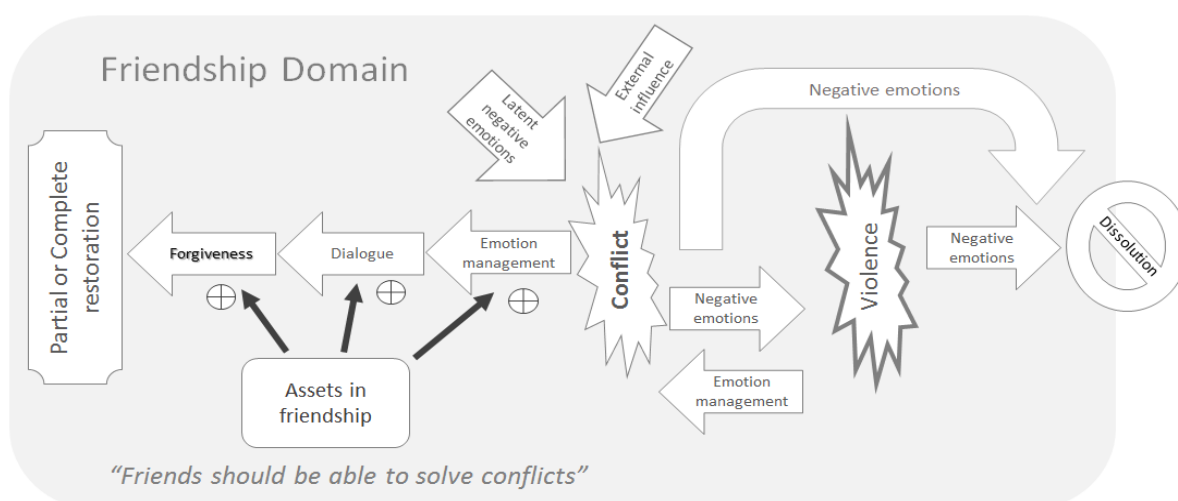 Friendship Domain
Latent
negative
emotions
External
influence
Negative emotions
Partial or Complete
restoration
Forgiveness
Dialogue
Emotion
management
Conflict
Negative
emotions
Violence
Negative
emotions
Dissolution
Emotion
management
Assets in
friendship
“Friends should be able to solve conflicts”